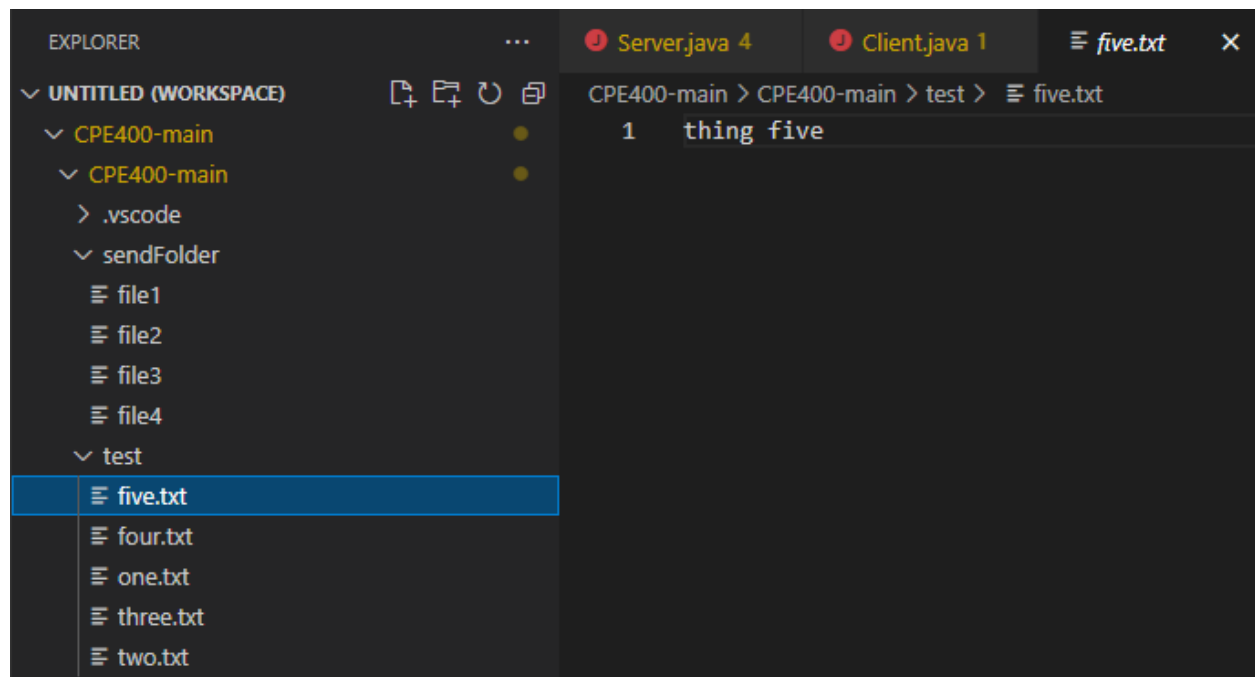 EXPLORER
UNTITLED (WORKSPACE)
CPE400-main
CPE400-main
.vscode
sendFolder
file1
file2
file3
file4
test
five.txt
four.txt
one.txt
three.txt
two.txt
Server.java 4
Client.java 1
five.txt
CPE400-main > CPE400-main > test > five.txt
1 thing five